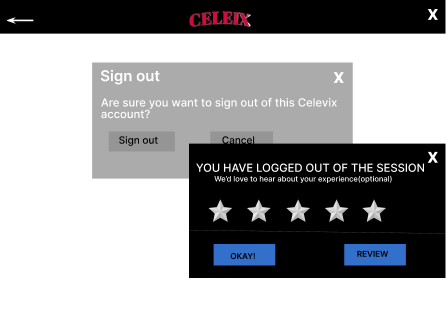 CELEIX
X
Sign out
X
Are sure you want to sign out of this Celevix
account?
Sign out
Cancel
X
YOU HAVE LOGGED OUT OF THE SESSION
We'd love to hear about your experience(optional)
OKAY!
REVIEW